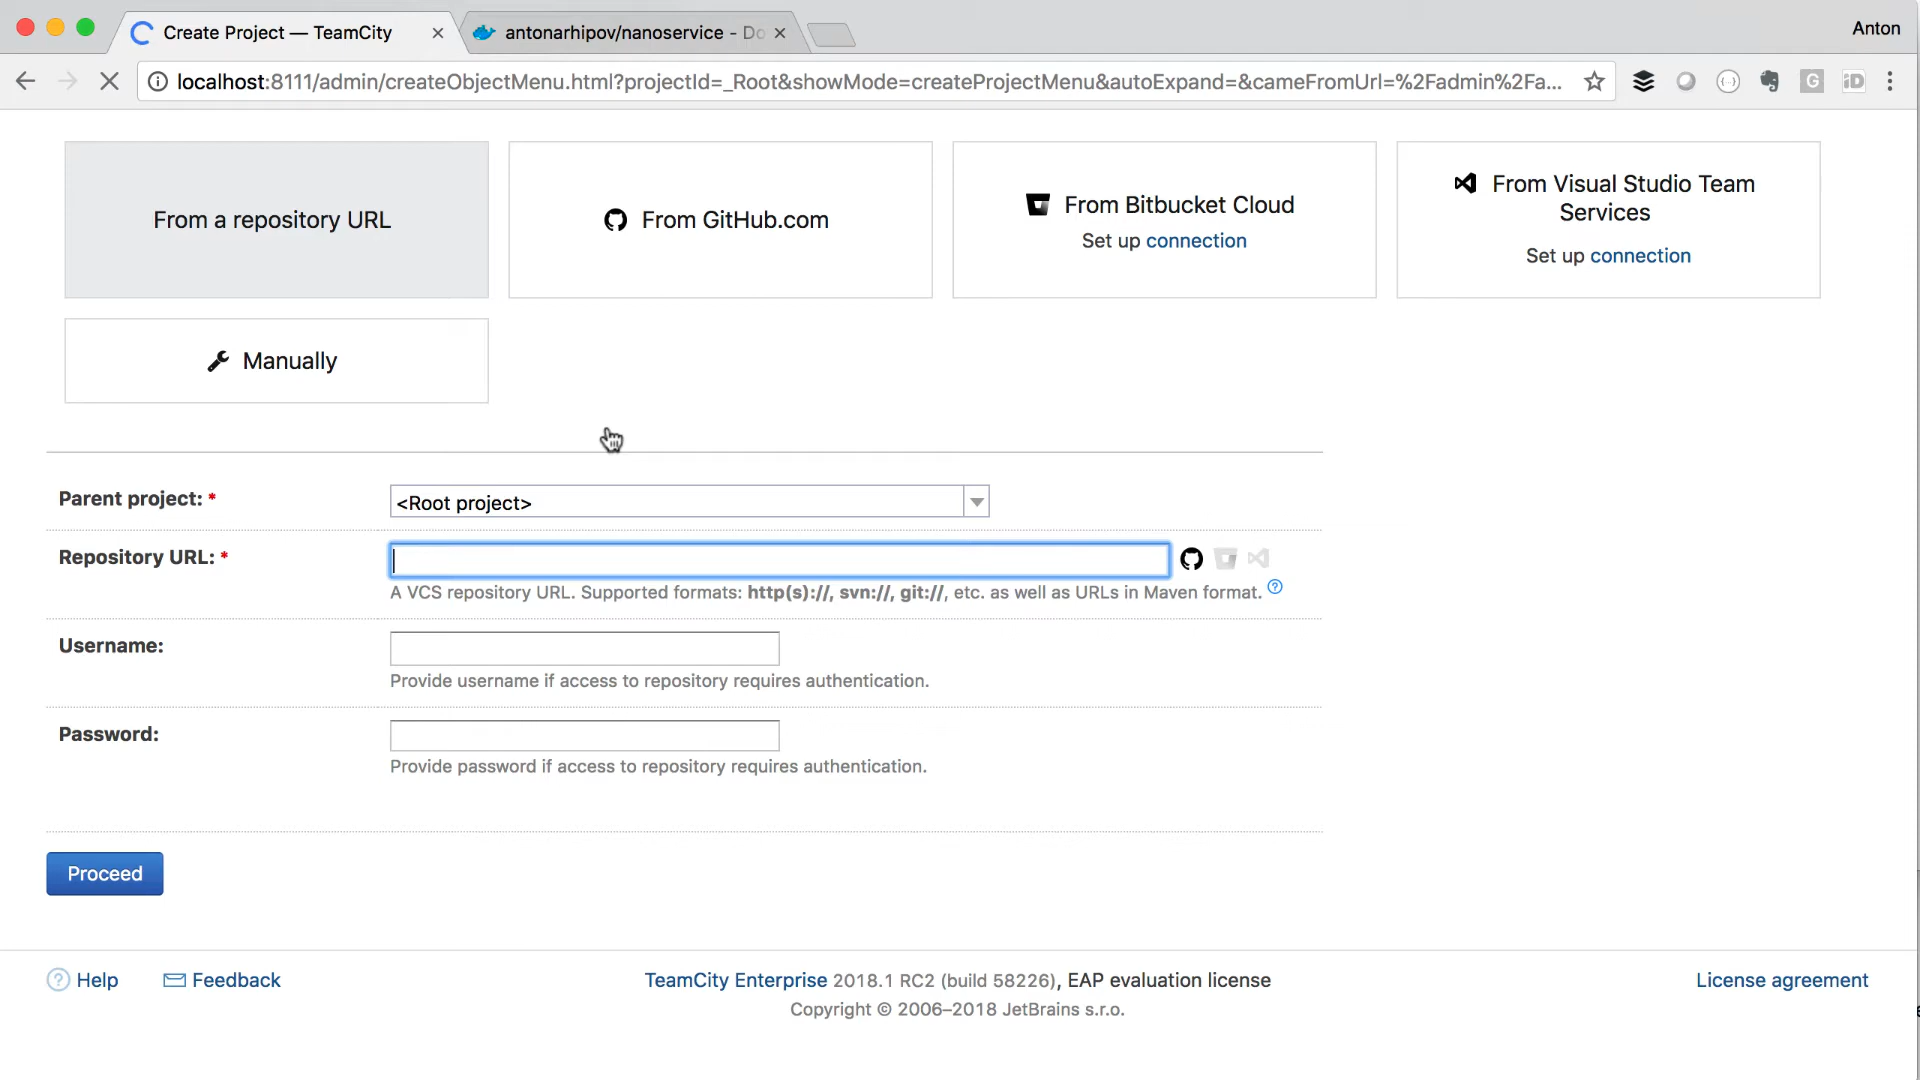 Create Project — TeamCity
antonarhipov/nanoservice - Do
Anton
localhost:8111/admin/createObjectMenu.html?projectId=_Root&showMode=createProjectMenu&autoExpand=&cameFromUrl=%2Fadmin%2Fa...
G
iD
From a repository URL
From GitHub.com
From Bitbucket Cloud
Set up connection
From Visual Studio Team
Services
Set up connection
Manually
Parent project: *
<Root project>
Repository URL: *
A VCS repository URL. Supported formats: http(s)://, svn://, git://, etc. as well as URLs in Maven format. ?
Username:
Provide username if access to repository requires authentication.
Password:
Provide password if access to repository requires authentication.
Proceed
? Help
Feedback
TeamCity Enterprise 2018.1 RC2 (build 58226), EAP evaluation license
License agreement
Copyright © 2006–2018 JetBrains s.r.o.